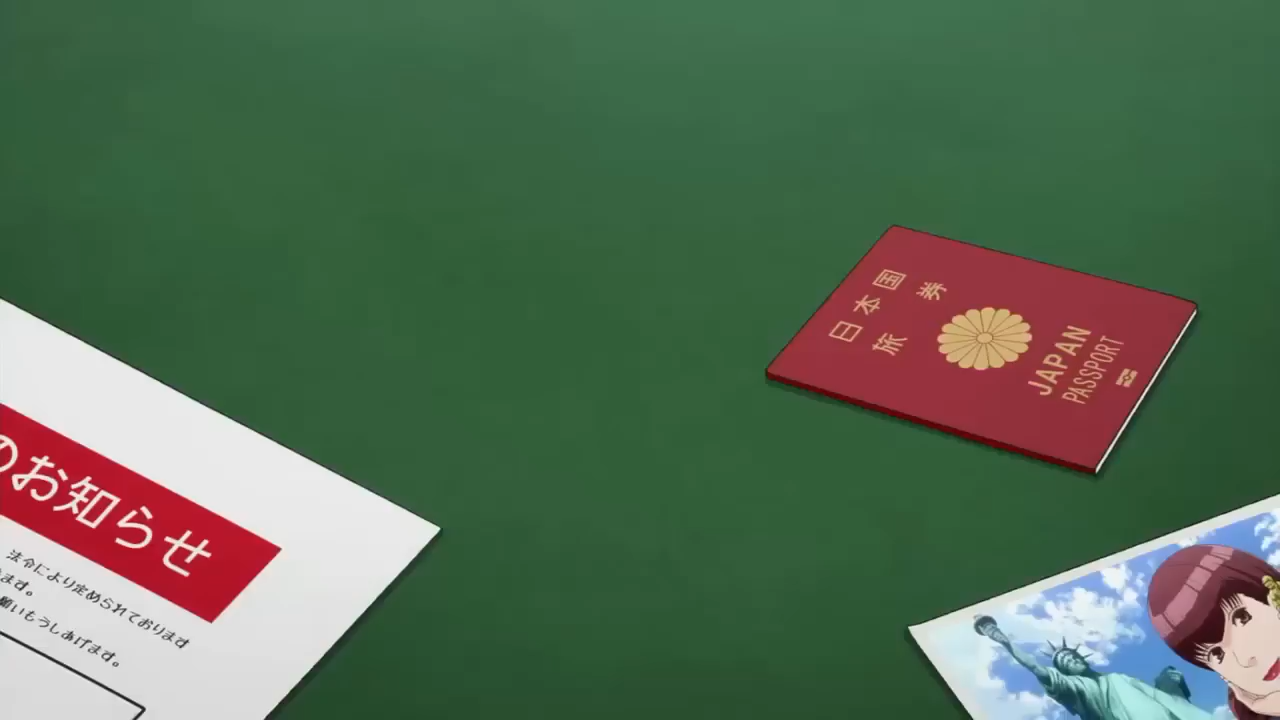 のお知らせ
法令により定められております
ます。
願いもうしあげます。
日本国
旅券
JAPAN
PASSPORT